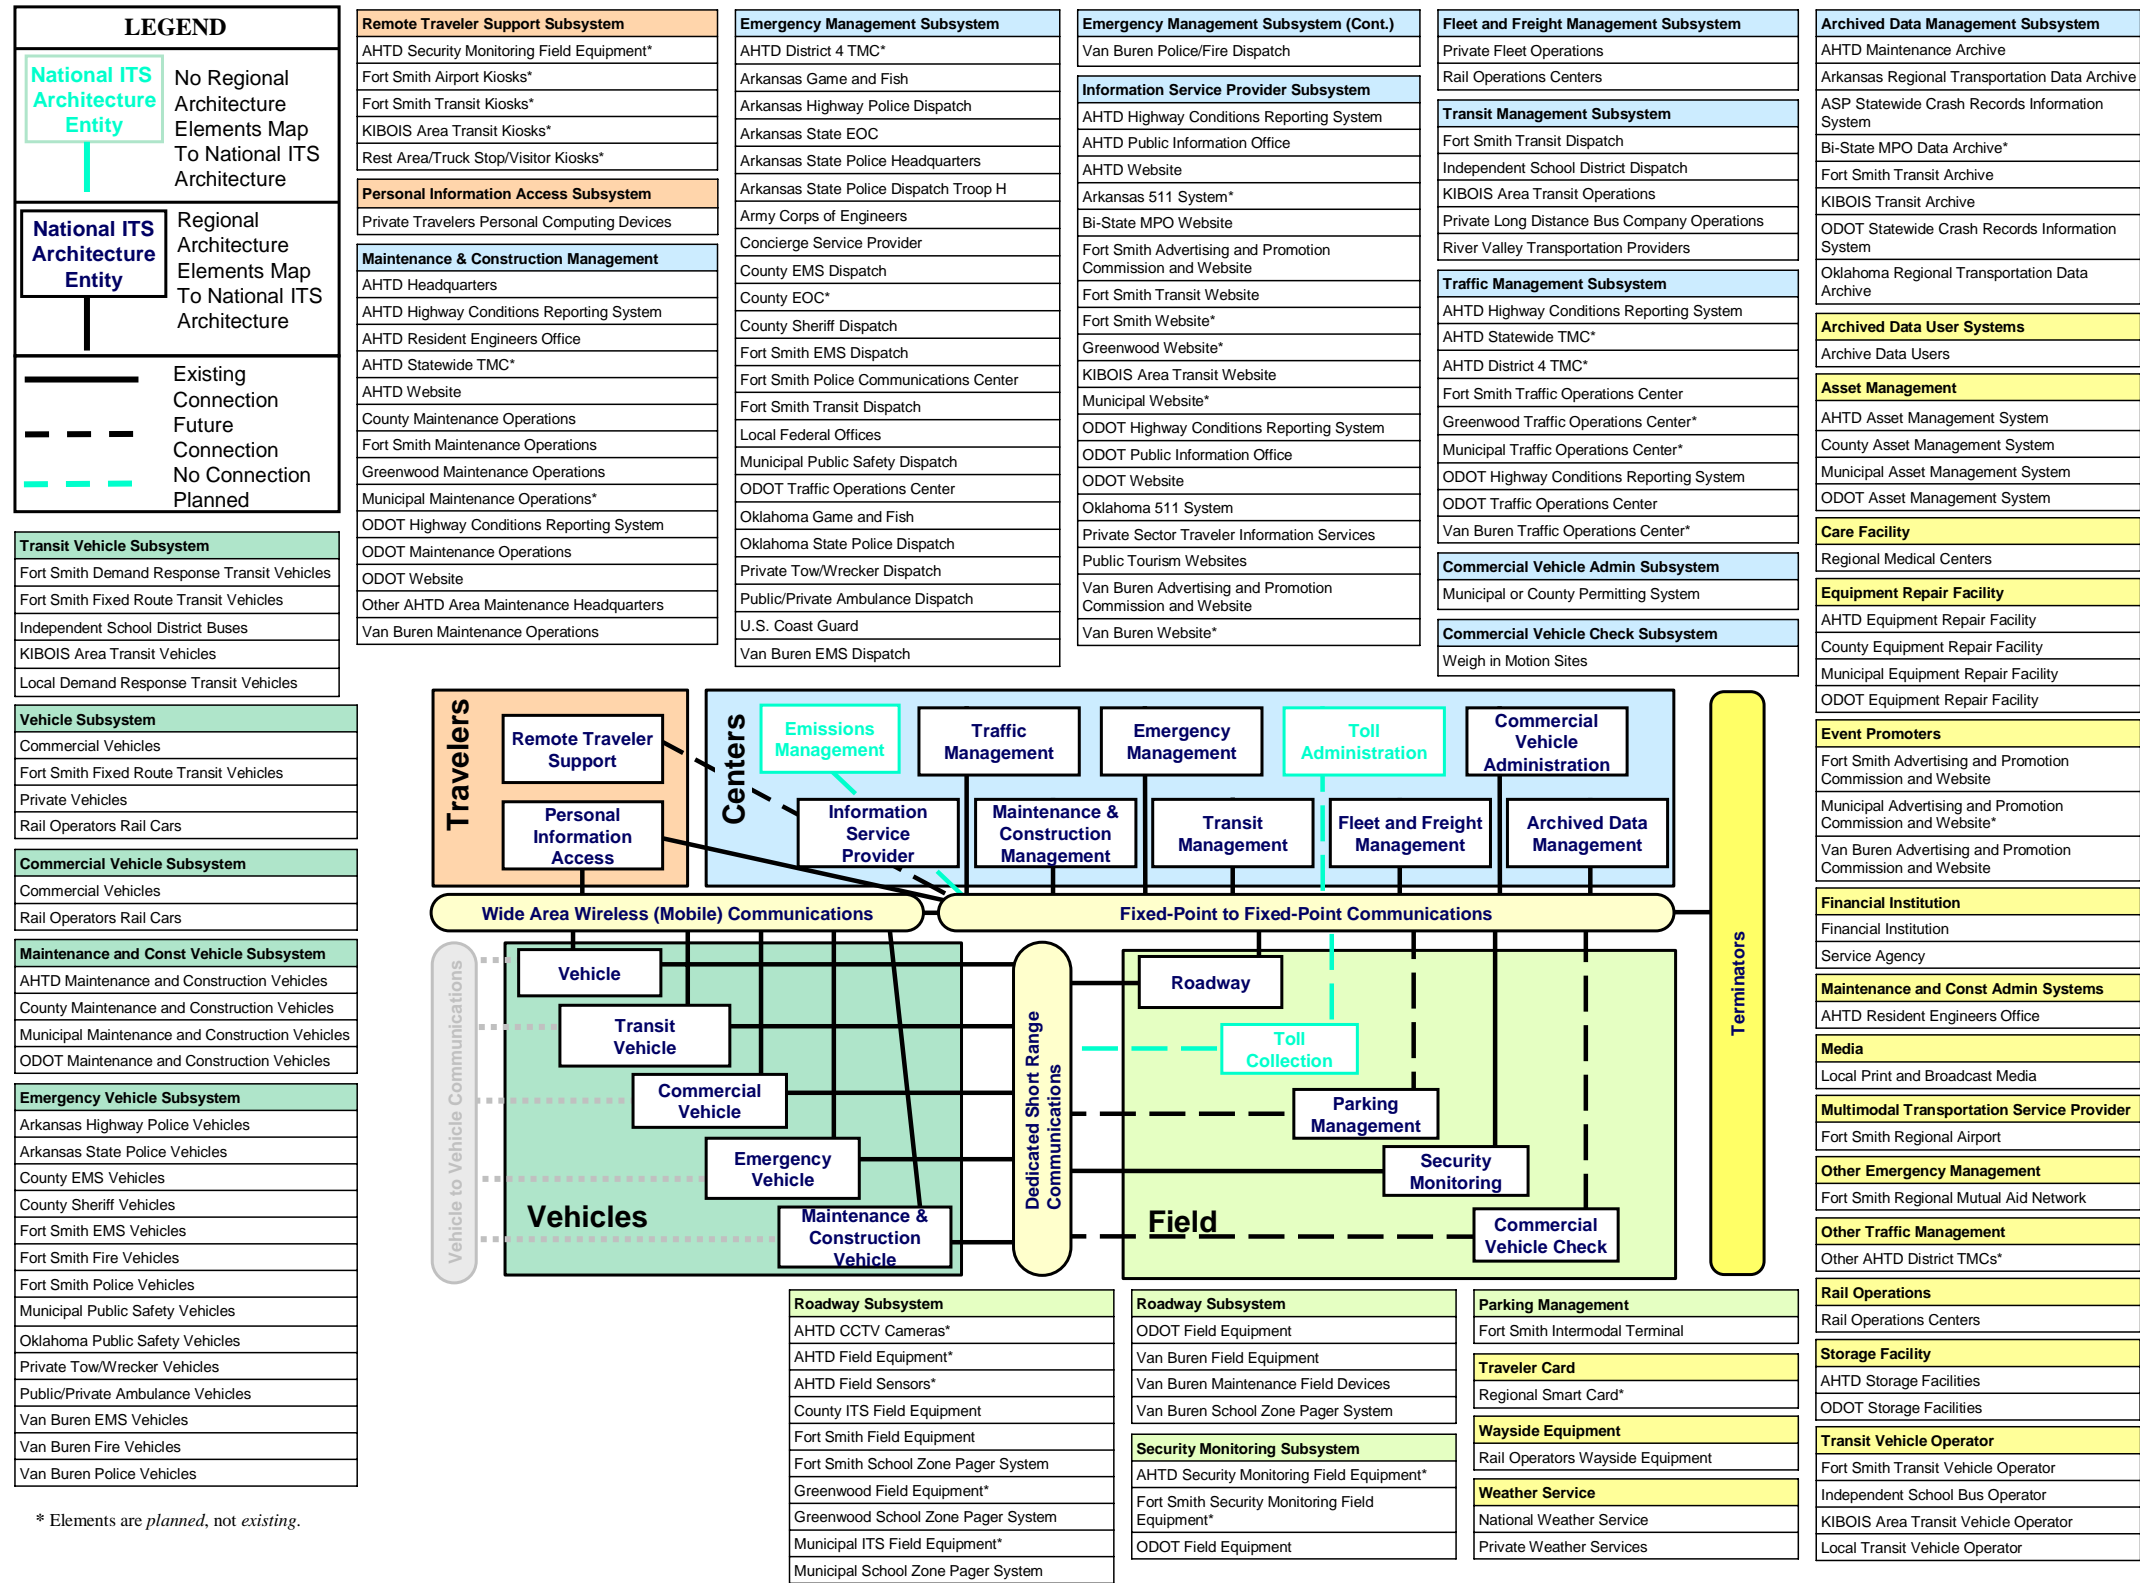 LEGEND
National ITS
Architecture
Entity
No Regional
Architecture
Elements Map
To National ITS
Architecture
National ITS
Architecture
Entity
Regional
Architecture
Elements Map
To National ITS
Architecture
Existing
Connection
Future
Connection
No Connection
Planned
Transit Vehicle Subsystem
Fort Smith Demand Response Transit Vehicles
Fort Smith Fixed Route Transit Vehicles
Independent School District Buses
KIBOIS Area Transit Vehicles
Local Demand Response Transit Vehicles
Vehicle Subsystem
Commercial Vehicles
Fort Smith Fixed Route Transit Vehicles
Private Vehicles
Rail Operators Rail Cars
Commercial Vehicle Subsystem
Commercial Vehicles
Rail Operators Rail Cars
Maintenance and Const Vehicle Subsystem
AHTD Maintenance and Construction Vehicles
County Maintenance and Construction Vehicles
Municipal Maintenance and Construction Vehicles
ODOT Maintenance and Construction Vehicles
Emergency Vehicle Subsystem
Arkansas Highway Police Vehicles
Arkansas State Police Vehicles
County EMS Vehicles
County Sheriff Vehicles
Fort Smith EMS Vehicles
Fort Smith Fire Vehicles
Fort Smith Police Vehicles
Municipal Public Safety Vehicles
Oklahoma Public Safety Vehicles
Private Tow/Wrecker Vehicles
Public/Private Ambulance Vehicles
Van Buren EMS Vehicles
Van Buren Fire Vehicles
Van Buren Police Vehicles
* Elements are planned, not existing.
Remote Traveler Support Subsystem
AHTD Security Monitoring Field Equipment*
Fort Smith Airport Kiosks*
Fort Smith Transit Kiosks*
KIBOIS Area Transit Kiosks*
Rest Area/Truck Stop/Visitor Kiosks*
Personal Information Access Subsystem
Private Travelers Personal Computing Devices
Maintenance & Construction Management
AHTD Headquarters
AHTD Highway Conditions Reporting System
AHTD Resident Engineers Office
AHTD Statewide TMC*
AHTD Website
County Maintenance Operations
Fort Smith Maintenance Operations
Greenwood Maintenance Operations
Municipal Maintenance Operations*
ODOT Highway Conditions Reporting System
ODOT Maintenance Operations
ODOT Website
Other AHTD Area Maintenance Headquarters
Van Buren Maintenance Operations
Emergency Management Subsystem
AHTD District 4 TMC*
Arkansas Game and Fish
Arkansas Highway Police Dispatch
Arkansas State EOC
Arkansas State Police Headquarters
Arkansas State Police Dispatch Troop H
Army Corps of Engineers
Concierge Service Provider
County EMS Dispatch
County EOC*
County Sheriff Dispatch
Fort Smith EMS Dispatch
Fort Smith Police Communications Center
Fort Smith Transit Dispatch
Local Federal Offices
Municipal Public Safety Dispatch
ODOT Traffic Operations Center
Oklahoma Game and Fish
Oklahoma State Police Dispatch
Private Tow/Wrecker Dispatch
Public/Private Ambulance Dispatch
U.S. Coast Guard
Van Buren EMS Dispatch
Emergency Management Subsystem (Cont.)
Van Buren Police/Fire Dispatch
Information Service Provider Subsystem
AHTD Highway Conditions Reporting System
AHTD Public Information Office
AHTD Website
Arkansas 511 System*
Bi-State MPO Website
Fort Smith Advertising and Promotion
Commission and Website
Fort Smith Transit Website
Fort Smith Website*
Greenwood Website*
KIBOIS Area Transit Website
Municipal Website*
ODOT Highway Conditions Reporting System
ODOT Public Information Office
ODOT Website
Oklahoma 511 System
Private Sector Traveler Information Services
Public Tourism Websites
Van Buren Advertising and Promotion
Commission and Website
Van Buren Website*
Fleet and Freight Management Subsystem
Private Fleet Operations
Rail Operations Centers
Transit Management Subsystem
Fort Smith Transit Dispatch
Independent School District Dispatch
KIBOIS Area Transit Operations
Private Long Distance Bus Company Operations
River Valley Transportation Providers
Traffic Management Subsystem
AHTD Highway Conditions Reporting System
AHTD Statewide TMC*
AHTD District 4 TMC*
Fort Smith Traffic Operations Center
Greenwood Traffic Operations Center*
Municipal Traffic Operations Center*
ODOT Highway Conditions Reporting System
ODOT Traffic Operations Center
Van Buren Traffic Operations Center*
Commercial Vehicle Admin Subsystem
Municipal or County Permitting System
Commercial Vehicle Check Subsystem
Weigh in Motion Sites
Archived Data Management Subsystem
AHTD Maintenance Archive
Arkansas Regional Transportation Data Archive
ASP Statewide Crash Records Information
System
Bi-State MPO Data Archive*
Fort Smith Transit Archive
KIBOIS Transit Archive
ODOT Statewide Crash Records Information
System
Oklahoma Regional Transportation Data
Archive
Archived Data User Systems
Archive Data Users
Asset Management
AHTD Asset Management System
County Asset Management System
Municipal Asset Management System
ODOT Asset Management System
Care Facility
Regional Medical Centers
Equipment Repair Facility
AHTD Equipment Repair Facility
County Equipment Repair Facility
Municipal Equipment Repair Facility
ODOT Equipment Repair Facility
Event Promoters
Fort Smith Advertising and Promotion
Commission and Website
Municipal Advertising and Promotion
Commission and Website*
Van Buren Advertising and Promotion
Commission and Website
Financial Institution
Financial Institution
Service Agency
Maintenance and Const Admin Systems
AHTD Resident Engineers Office
Media
Local Print and Broadcast Media
Multimodal Transportation Service Provider
Fort Smith Regional Airport
Other Emergency Management
Fort Smith Regional Mutual Aid Network
Other Traffic Management
Other AHTD District TMCs*
Rail Operations
Rail Operations Centers
Storage Facility
AHTD Storage Facilities
ODOT Storage Facilities
Transit Vehicle Operator
Fort Smith Transit Vehicle Operator
Independent School Bus Operator
KIBOIS Area Transit Vehicle Operator
Local Transit Vehicle Operator
Travelers
Remote Traveler
Support
Personal
Information
Access
Centers
Emissions
Management
Traffic
Management
Emergency
Management
Toll
Administration
Commercial
Vehicle
Administration
Information
Service
Provider
Maintenance &
Construction
Management
Transit
Management
Fleet and Freight
Management
Archived Data
Management
Wide Area Wireless (Mobile) Communications
Fixed-Point to Fixed-Point Communications
Terminators
Vehicle to Vehicle Communications
Vehicle
Transit
Vehicle
Commercial
Vehicle
Emergency
Vehicle
Maintenance &
Construction
Vehicle
Vehicles
Dedicated Short Range
Communications
Roadway
Toll
Collection
Parking
Management
Security
Monitoring
Commercial
Vehicle Check
Field
Roadway Subsystem
AHTD CCTV Cameras*
AHTD Field Equipment*
AHTD Field Sensors*
County ITS Field Equipment
Fort Smith Field Equipment
Fort Smith School Zone Pager System
Greenwood Field Equipment*
Greenwood School Zone Pager System
Municipal ITS Field Equipment*
Municipal School Zone Pager System
Roadway Subsystem
ODOT Field Equipment
Van Buren Field Equipment
Van Buren Maintenance Field Devices
Van Buren School Zone Pager System
Security Monitoring Subsystem
AHTD Security Monitoring Field Equipment*
Fort Smith Security Monitoring Field
Equipment*
ODOT Field Equipment
Parking Management
Fort Smith Intermodal Terminal
Traveler Card
Regional Smart Card*
Wayside Equipment
Rail Operators Wayside Equipment
Weather Service
National Weather Service
Private Weather Services